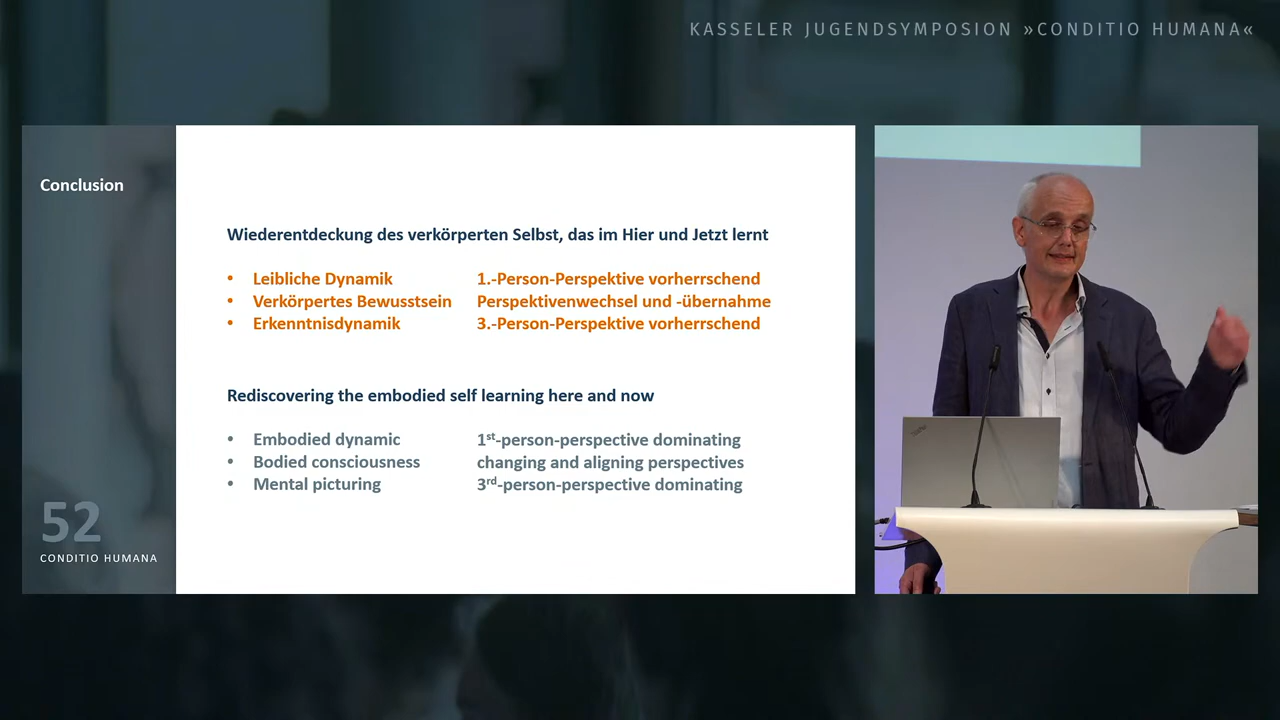 KASSELER JUGENDSYMPOSION »CONDITIO HUMANA«
Conclusion
Wiederentdeckung des verkörperten Selbst, das im Hier und Jetzt lernt
• Leibliche Dynamik 1.-Person-Perspektive vorherrschend
• Verkörpertes Bewusstsein Perspektivenwechsel und -übernahme
• Erkenntnisdynamik 3.-Person-Perspektive vorherrschend
Rediscovering the embodied self learning here and now
• Embodied dynamic 1st-person-perspective dominating
• Bodied consciousness changing and aligning perspectives
• Mental picturing 3rd-person-perspective dominating
52
CONDITIO HUMANA